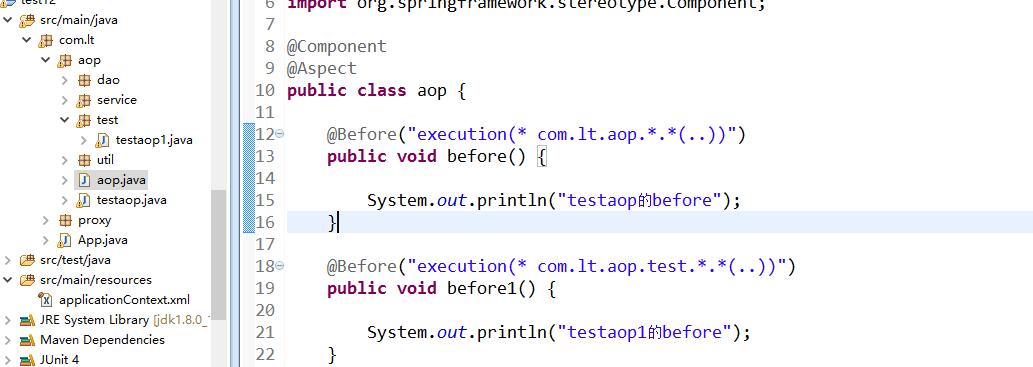 test12
src/main/java
com.lt
aop
dao
service
test
testaop1.java
util
aop.java
testaop.java
proxy
App.java
src/test/java
src/main/resources
applicationContext.xml
JRE System Library [jdk1.8.0_
Maven Dependencies
JUnit 4
6 import org.springframework.stereotype.Component;
7
8 @Component
9 @Aspect
10 public class aop {
11
12 @Before("execution(* com.lt.aop.*.*(..))")
13 public void before() {
14
15 System.out.println("testaop的before");
16 }
17
18 @Before("execution(* com.lt.aop.test.*.*(..))")
19 public void before1() {
20
21 System.out.println("testaop1的before");
22 }